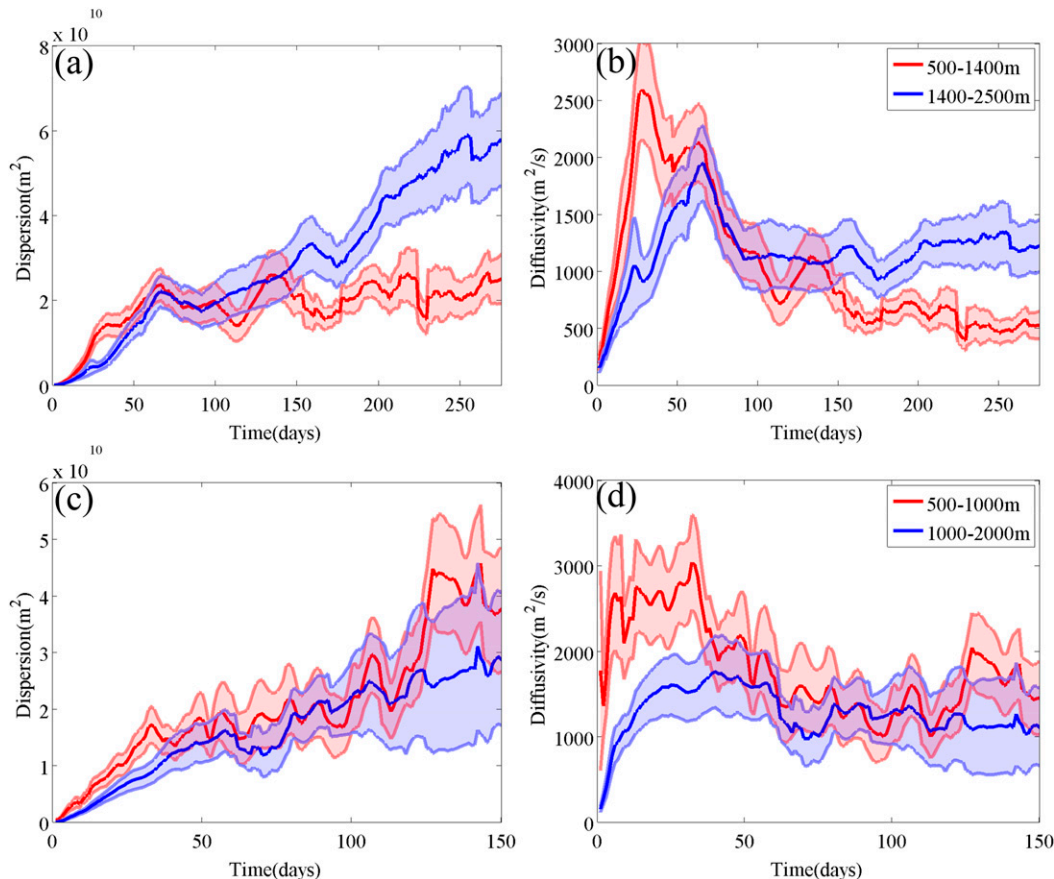 x 10
10
(a)
8
6
4
2
0
Dispersion(m²)
0 50 100 150 200 250
Time(days)
(b)
500-1400m
1400-2500m
3000
2500
2000
1500
1000
500
0
Diffusivity(m²/s)
0 50 100 150 200 250
Time(days)
x 10
10
(c)
6
5
4
3
2
1
0
Dispersion(m²)
0 50 100 150
Time(days)
(d)
500-1000m
1000-2000m
4000
3000
2000
1000
0
Diffusivity(m²/s)
0 50 100 150
Time(days)